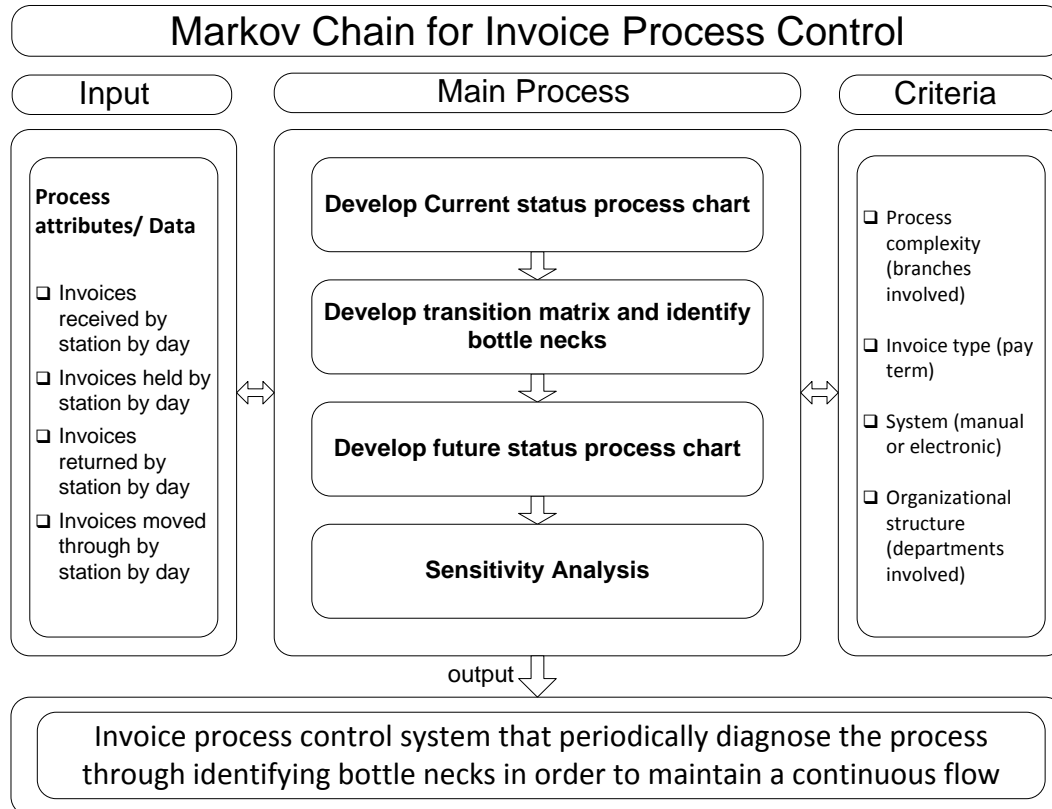 Markov Chain for Invoice Process Control
Input
Main Process
Criteria
Process
attributes/ Data
❑ Invoices
received by
station by day
❑ Invoices held by
station by day
❑ Invoices
returned by
station by day
❑ Invoices moved
through by
station by day
Develop Current status process chart
Develop transition matrix and identify
bottle necks
Develop future status process chart
Sensitivity Analysis
❑ Process
complexity
(branches
involved)
❑ Invoice type (pay
term)
❑ System (manual
or electronic)
❑ Organizational
structure
(departments
involved)
output
Invoice process control system that periodically diagnose the process
through identifying bottle necks in order to maintain a continuous flow